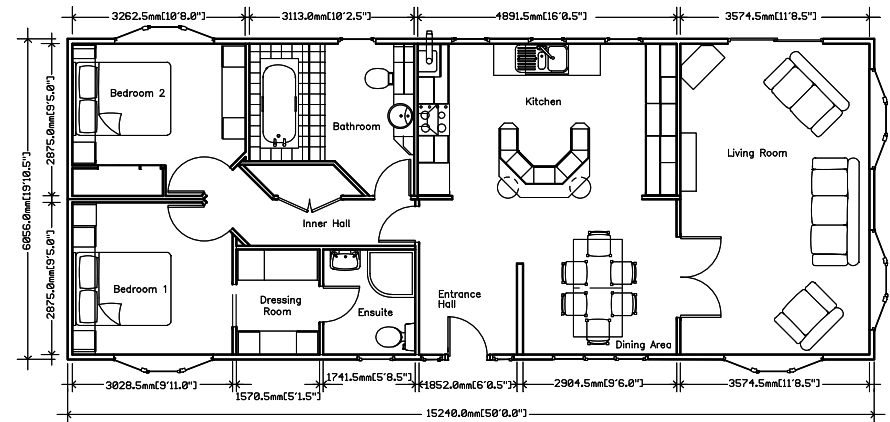 3262.5mm[10'8.0"]
3113.0mm[10'2.5"]
4891.5mm[16'0.5"]
3574.5mm[11'8.5"]
6056.0mm[19'10.5"]
2875.0mm[9'5.0"]
2875.0mm[9'5.0"]
Bedroom 2
Bathroom
Kitchen
Living Room
Inner Hall
Bedroom 1
Dressing
Room
Ensuite
Entrance
Hall
Dining Area
3028.5mm[9'11.0"]
1570.5mm[5'1.5"]
1741.5mm[5'8.5"]
1852.0mm[6'0.5"]
2904.5mm[9'6.0"]
3574.5mm[11'8.5"]
15240.0mm[50'0.0"]